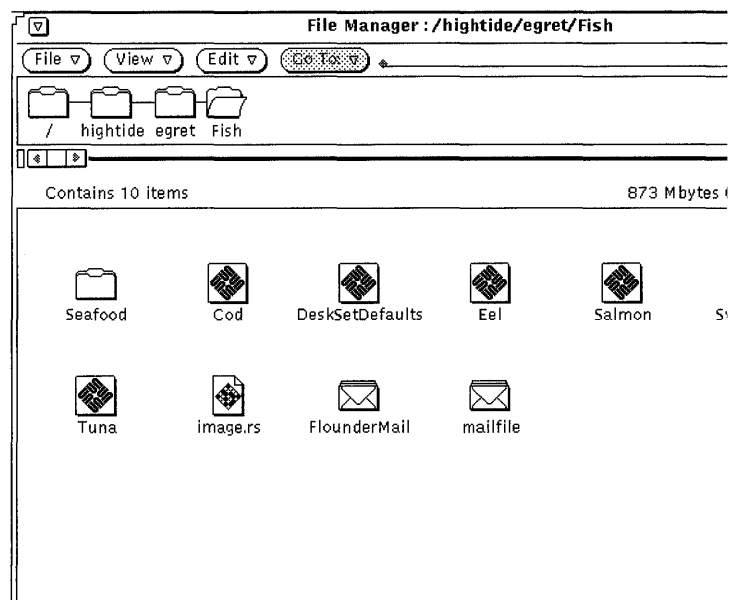 File Manager : /hightide/egret/Fish
File View Edit Go To:
/ hightide egret Fish
Contains 10 items 873 Mbytes
Seafood Cod DeskSetDefaults Eel Salmon
Tuna image.rs FlounderMail mailfile